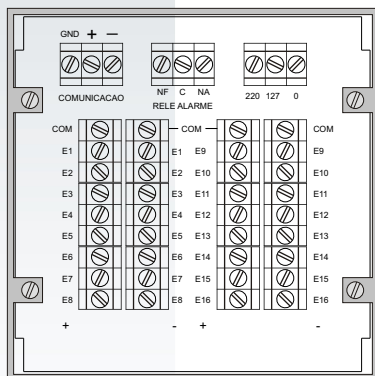 GND + −
COMUNICACAO
NF C NA
RELE ALARME
220 127 0
COM COM COM
E1 E1 E9 E9
E2 E2 E10 E10
E3 E3 E11 E11
E4 E4 E12 E12
E5 E5 E13 E13
E6 E6 E14 E14
E7 E7 E15 E15
E8 E8 E16 E16
+ - + -